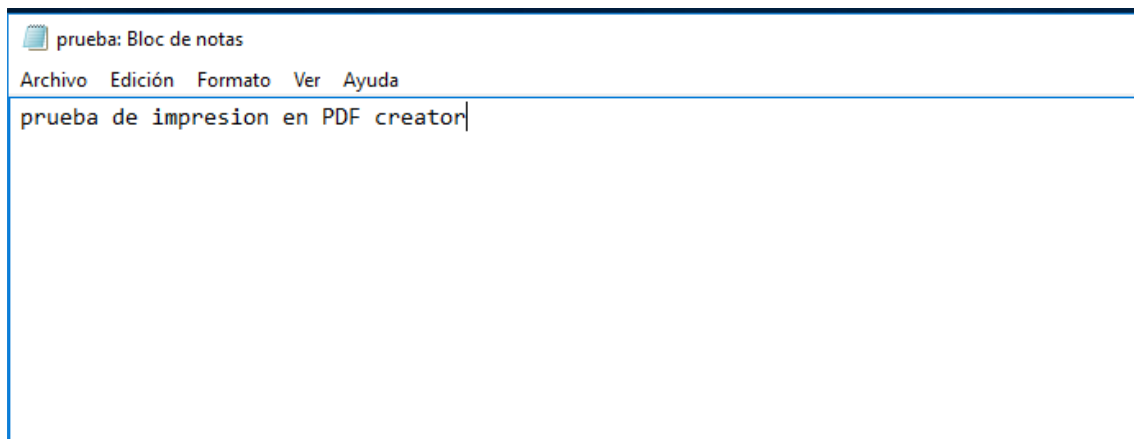 prueba: Bloc de notas
Archivo Edición Formato Ver Ayuda
prueba de impresion en PDF creator